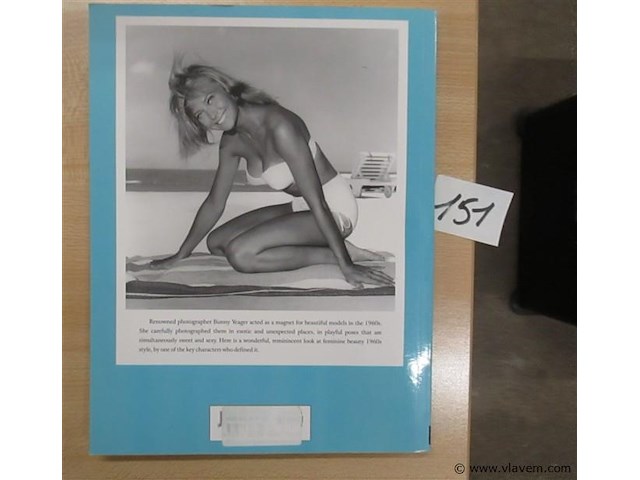 151
Renowned photographer Bunny Yeager acted as a magnet for beautiful models in the 1960s.
She carefully photographed them in exotic and unexpected places, in playful poses that are
simultaneously sweet and sexy. Here is a wonderful, reminiscent look at feminine beauty 1960s
style, by one of the key characters who defined it.
© www.vlavem.com